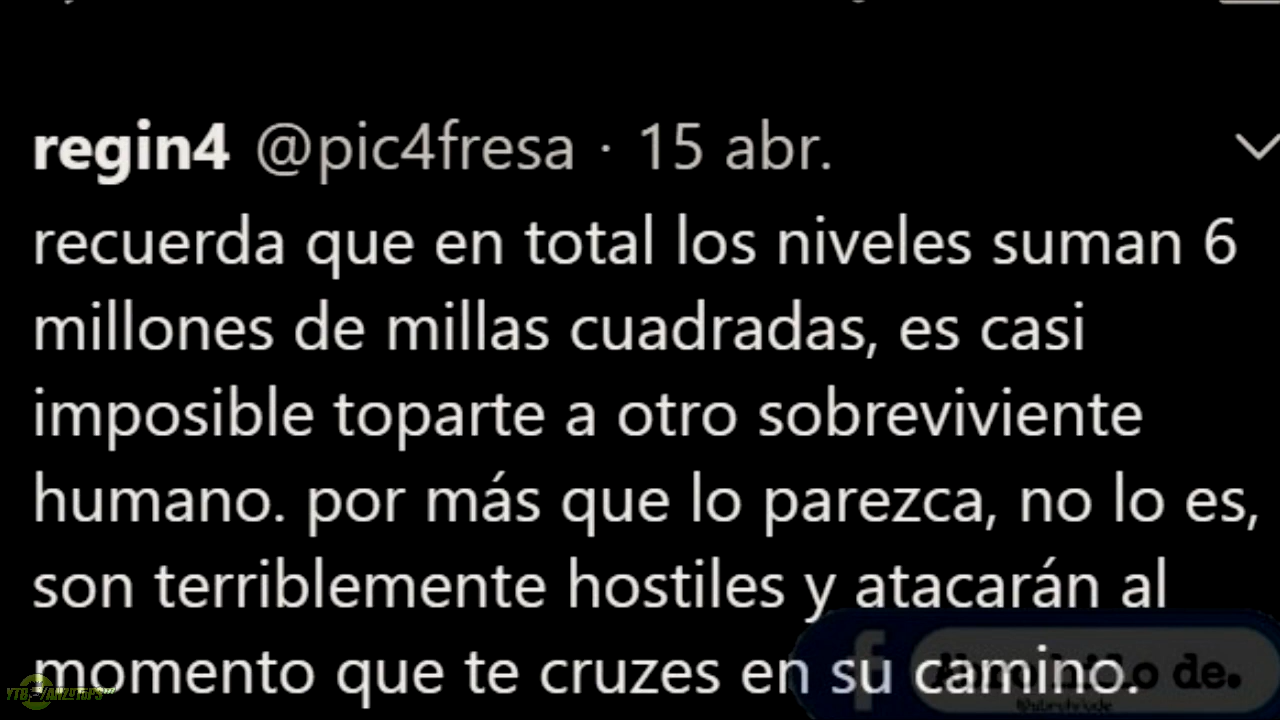 regin4 @pic4fresa · 15 abr.
recuerda que en total los niveles suman 6
millones de millas cuadradas, es casi
imposible toparte a otro sobreviviente
humano. por más que lo parezca, no lo es,
son terriblemente hostiles y atacarán al
momento que te cruzes en su camino.
f de.